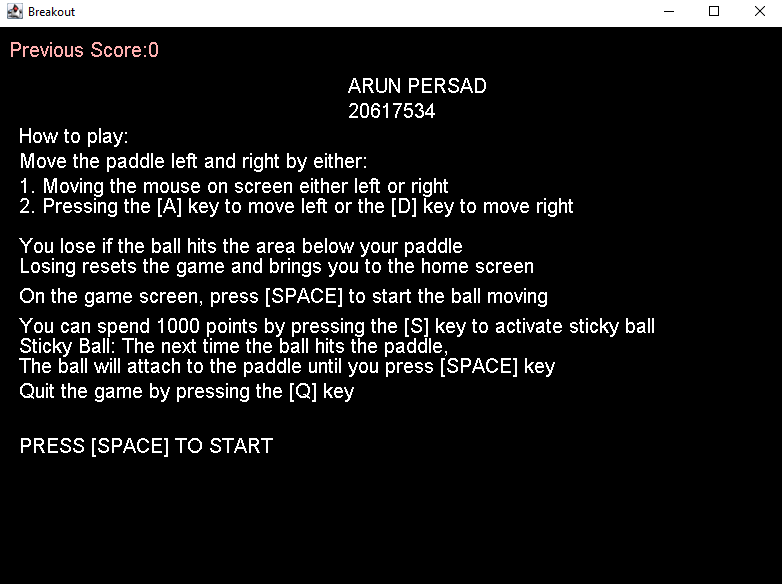 Breakout
Previous Score:0
ARUN PERSAD
20617534
How to play:
Move the paddle left and right by either:
1. Moving the mouse on screen either left or right
2. Pressing the [A] key to move left or the [D] key to move right
You lose if the ball hits the area below your paddle
Losing resets the game and brings you to the home screen
On the game screen, press [SPACE] to start the ball moving
You can spend 1000 points by pressing the [S] key to activate sticky ball
Sticky Ball: The next time the ball hits the paddle,
The ball will attach to the paddle until you press [SPACE] key
Quit the game by pressing the [Q] key
PRESS [SPACE] TO START